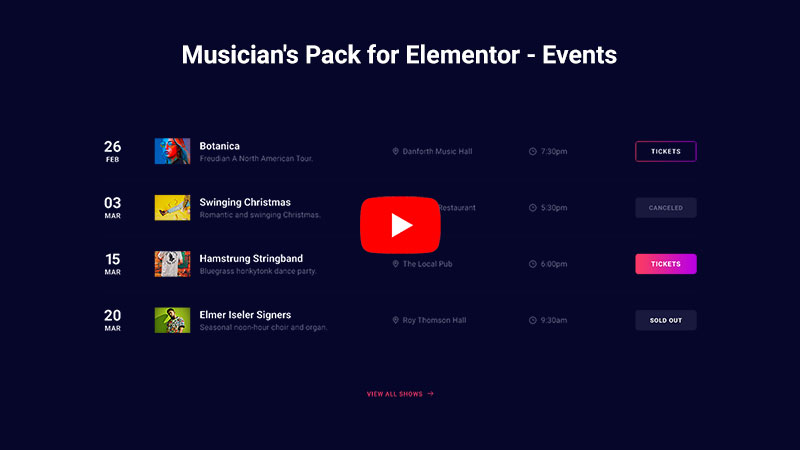 Musician's Pack for Elementor - Events
26
FEB
Botanica
Freudian A North American Tour.
Danforth Music Hall
7:30pm
TICKETS
03
MAR
Swinging Christmas
Romantic and swinging Christmas.
Restaurant
5:30pm
CANCELED
15
MAR
Hamstrung Stringband
Bluegrass honkytonk dance party.
The Local Pub
6:00pm
TICKETS
20
MAR
Elmer Iseler Signers
Seasonal noon-hour choir and organ.
Roy Thomson Hall
9:30am
SOLD OUT
VIEW ALL SHOWS →